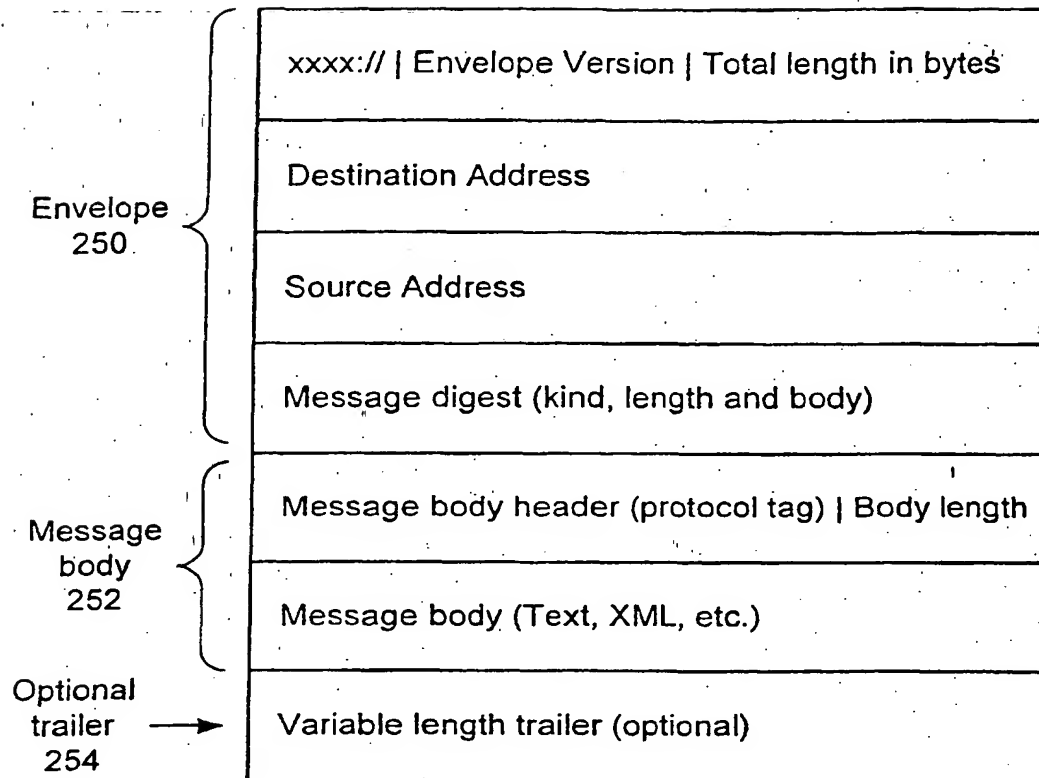 xxxx:// | Envelope Version | Total length in bytes
Destination Address
Envelope
250
Source Address
Message digest (kind, length and body)
Message body header (protocol tag) | Body length
Message
body
252
Message body (Text, XML, etc.)
Optional
trailer
254
Variable length trailer (optional)